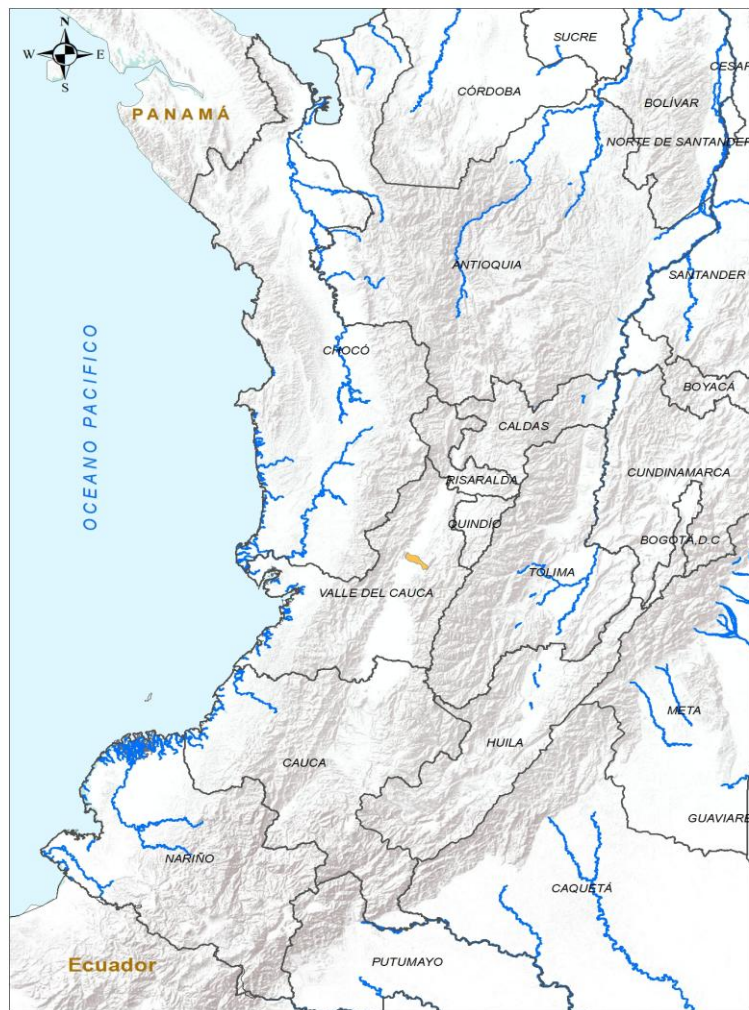 N
W
E
S
SUCRE
CESAR
CÓRDOBA
BOLÍVAR
PANAMÁ
NORTE DE SANTANDER
ANTIOQUIA
SANTANDER
CHOCÓ
BOYACÁ
OCEANO PACIFICO
CALDAS
CUNDINAMARCA
RISARALDA
QUINDÍO
BOGOTÁ,D.C
TOLIMA
VALLE DEL CAUCA
META
HUILA
CAUCA
GUAVIARE
NARIÑO
CAQUETÁ
Ecuador
PUTUMAYO